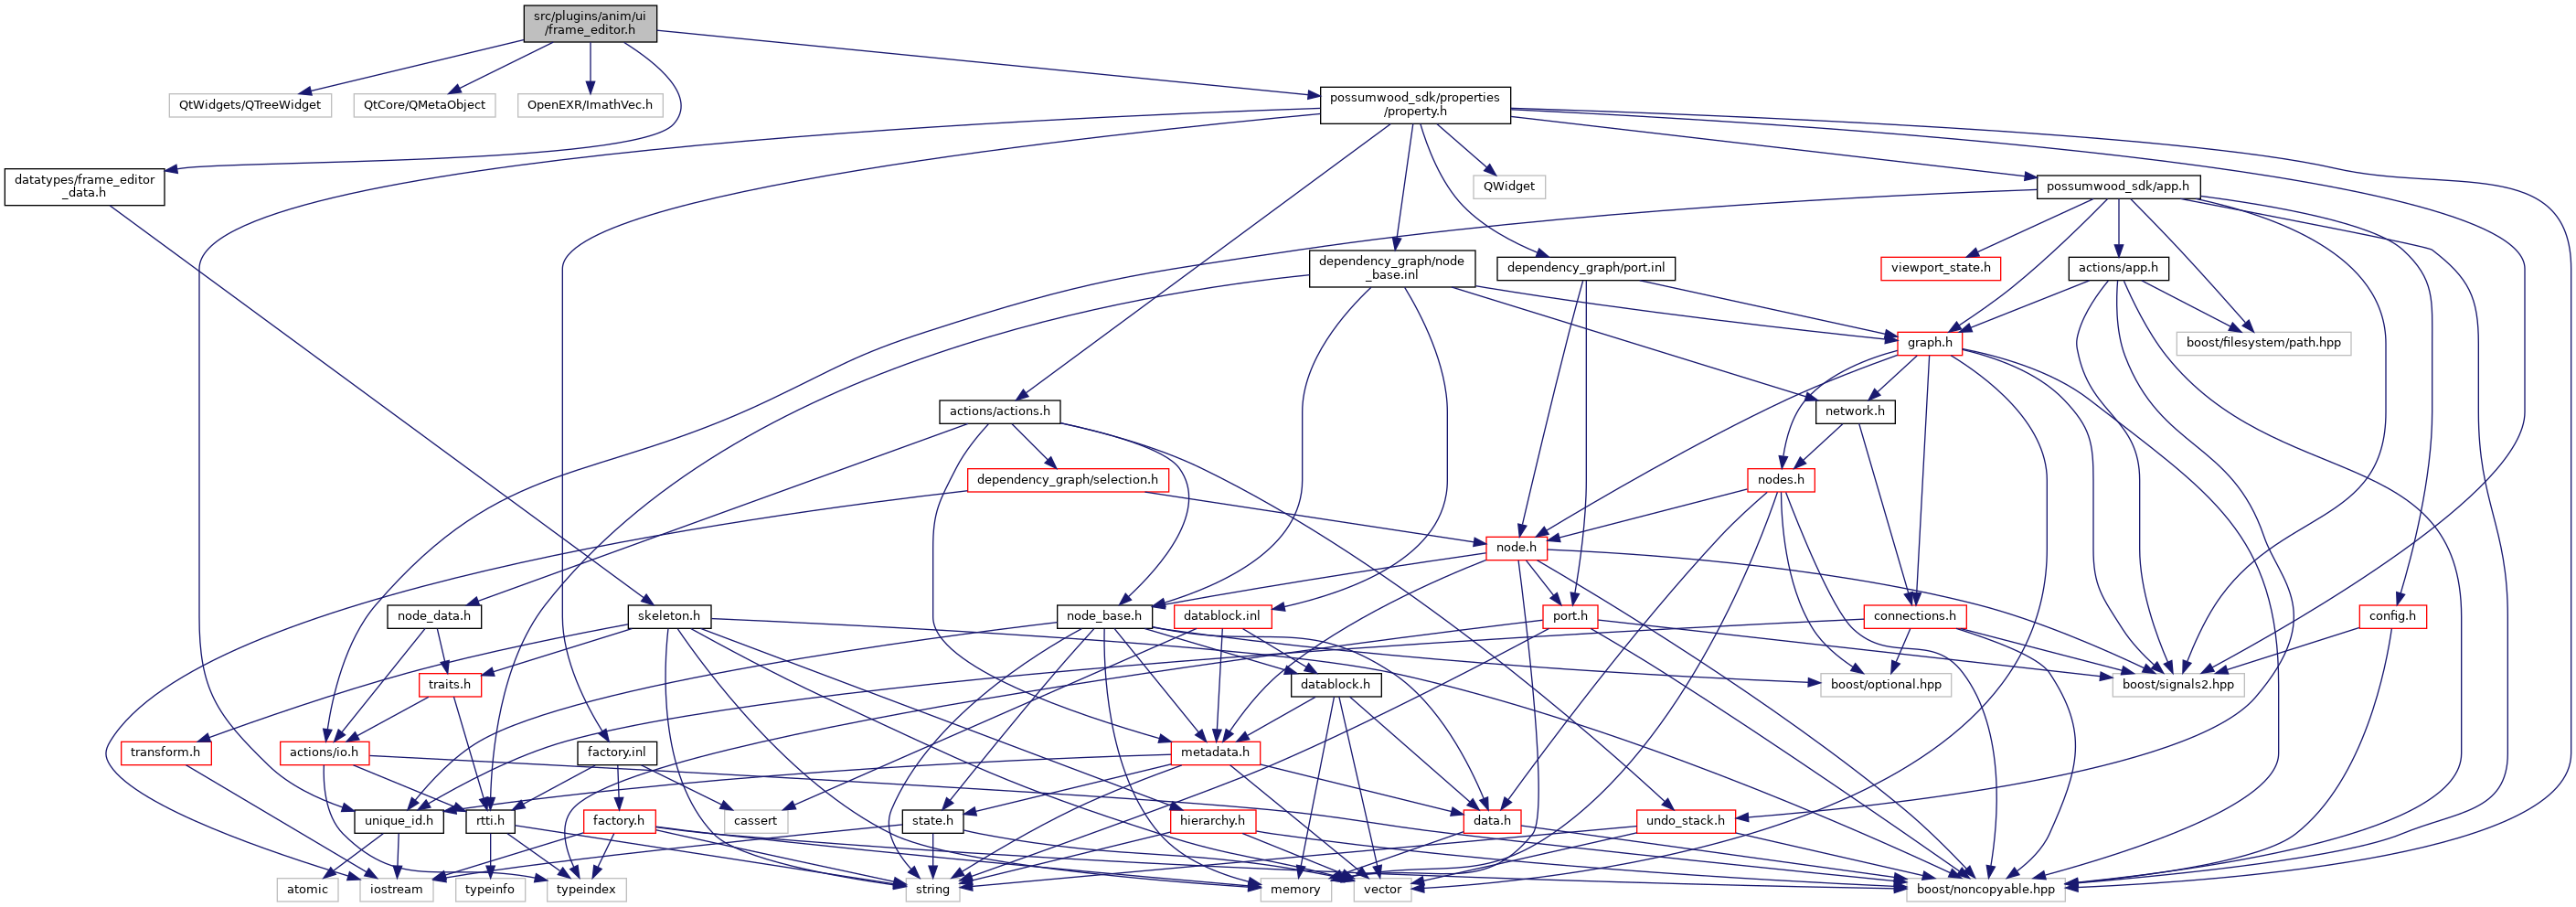 src/plugins/anim/ui
/frame_editor.h
QtWidgets/QTreeWidget
QtCore/QMetaObject
OpenEXR/ImathVec.h
possumwood_sdk/properties
/property.h
datatypes/frame_editor
_data.h
QWidget
possumwood_sdk/app.h
dependency_graph/node
_base.inl
dependency_graph/port.inl
viewport_state.h
actions/app.h
graph.h
boost/filesystem/path.hpp
actions/actions.h
network.h
dependency_graph/selection.h
nodes.h
node.h
node_data.h
skeleton.h
node_base.h
datablock.inl
port.h
connections.h
config.h
traits.h
datablock.h
boost/optional.hpp
boost/signals2.hpp
transform.h
actions/io.h
factory.inl
metadata.h
unique_id.h
rtti.h
factory.h
cassert
state.h
hierarchy.h
data.h
undo_stack.h
atomic
iostream
typeinfo
typeindex
string
memory
vector
boost/noncopyable.hpp